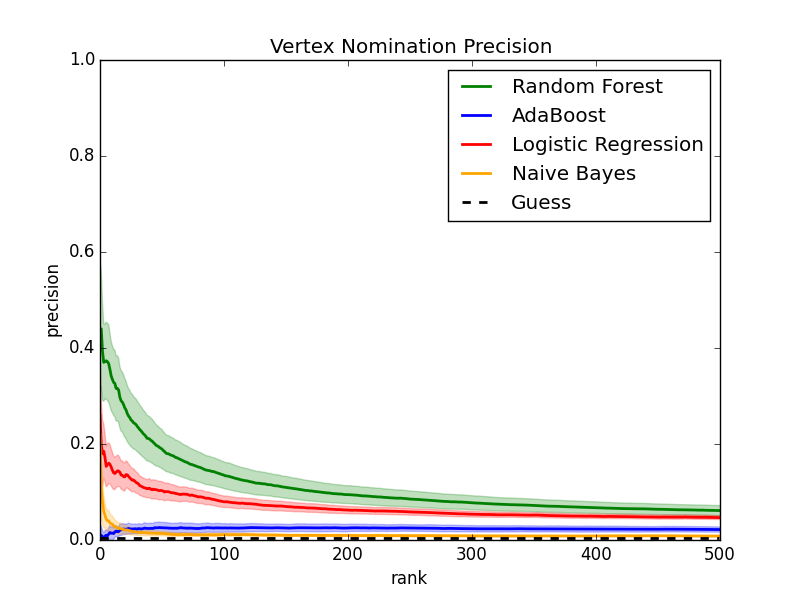 Vertex Nomination Precision
1.0
0.8
0.6
0.4
0.2
0.0
precision
Random Forest
AdaBoost
Logistic Regression
Naive Bayes
Guess
0 100 200 300 400 500
rank